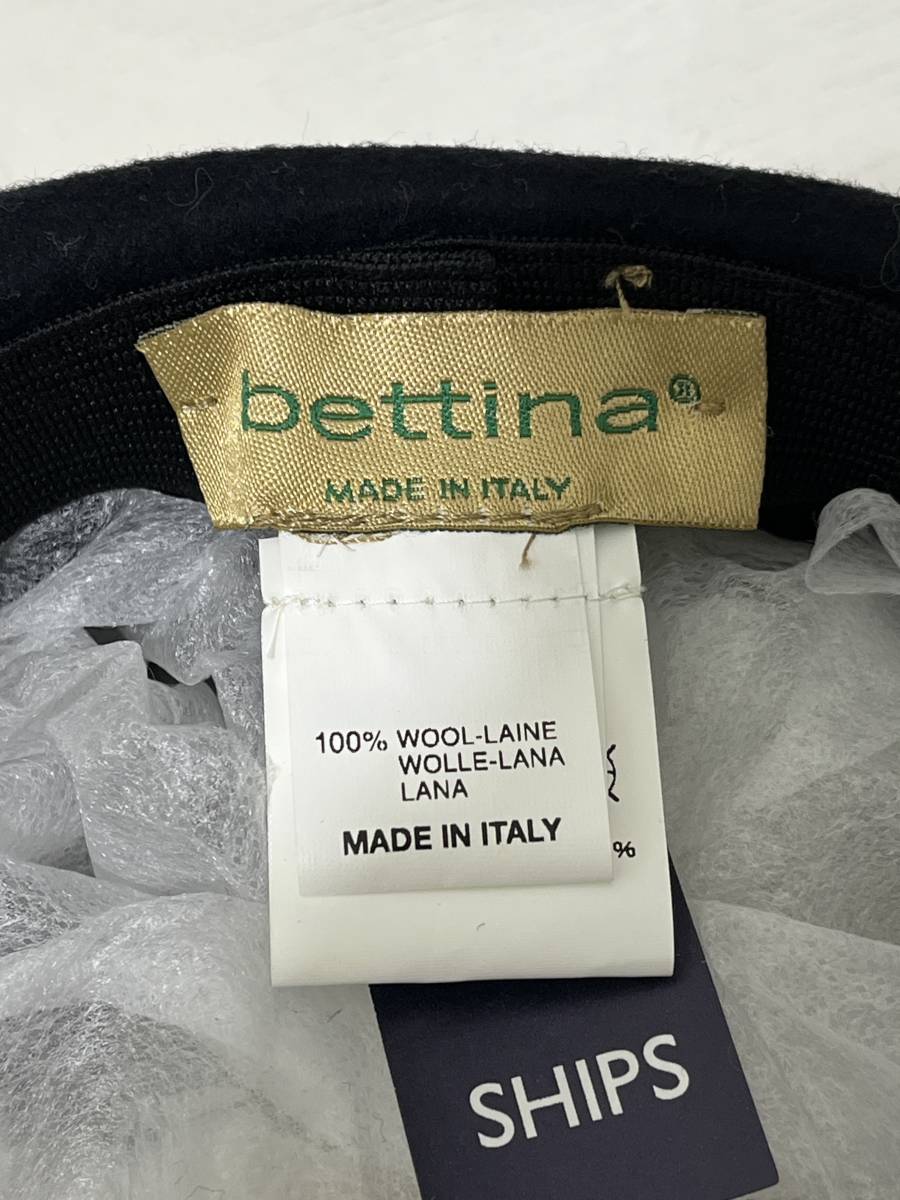 bettina®
MADE IN ITALY
100% WOOL-LAINE
WOLLE-LANA
LANA
MADE IN ITALY
%
SHIPS